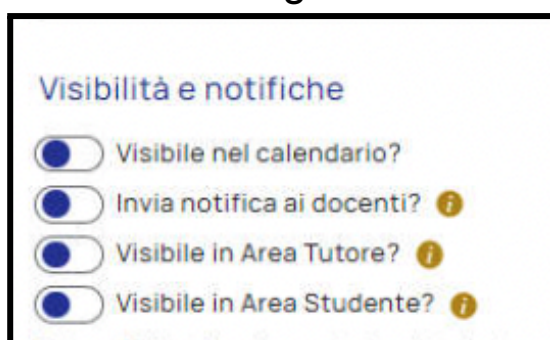 Visibilità e notifiche
Visibile nel calendario?
Invia notifica ai docenti? i
Visibile in Area Tutore? i
Visibile in Area Studente? i